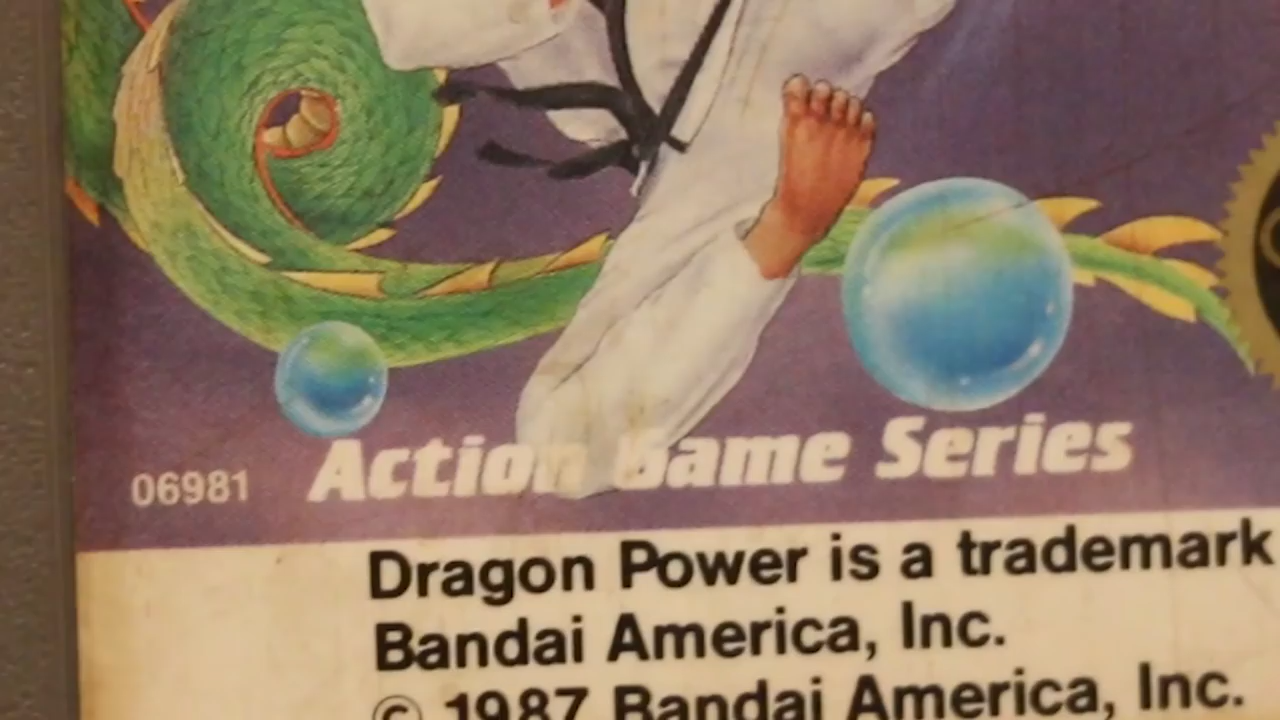 06981 Action Game Series
Dragon Power is a trademark
Bandai America, Inc.
© 1987 Bandai America, Inc.